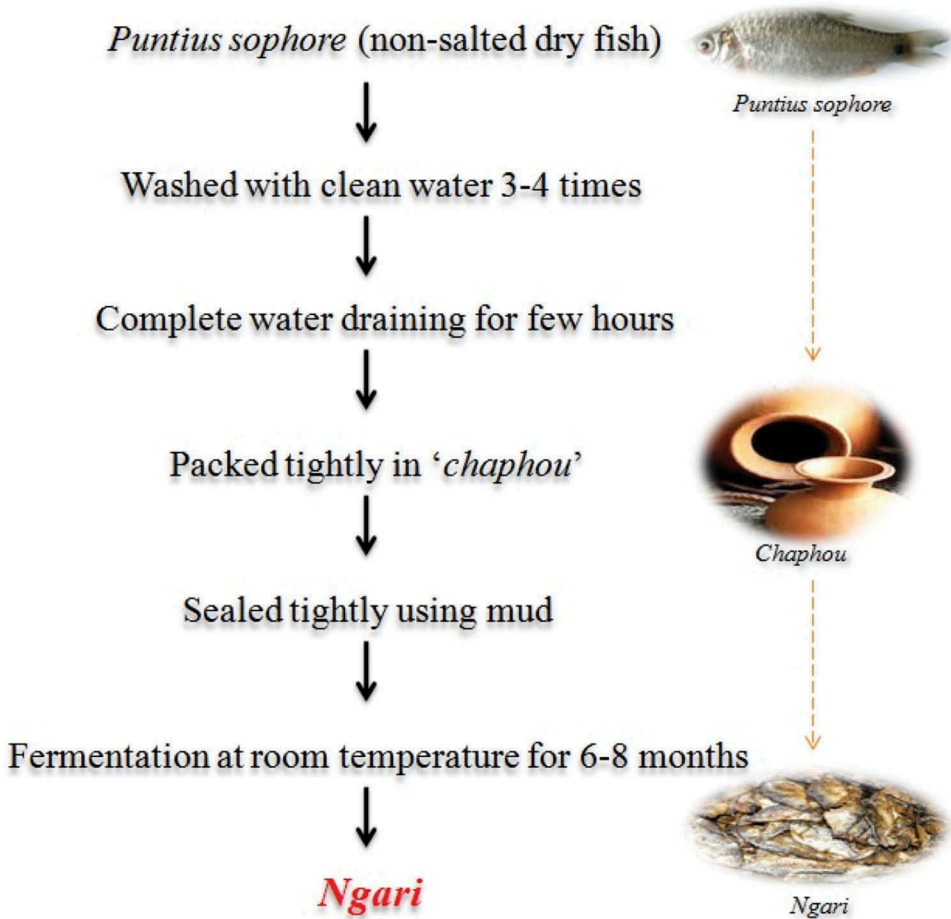 Puntius sophore (non-salted dry fish)
Washed with clean water 3-4 times
Complete water draining for few hours
Packed tightly in ‘chaphou’
Sealed tightly using mud
Fermentation at room temperature for 6-8 months
Ngari
Puntius sophore
Chaphou
Ngari